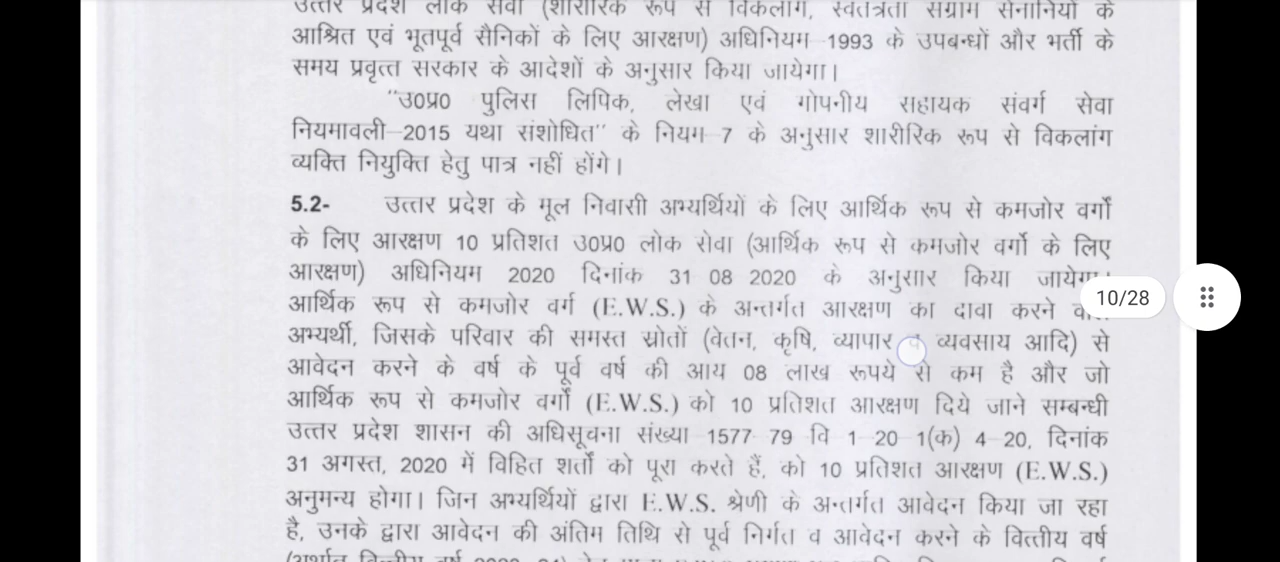 उत्तर प्रदेश लोक सेवा (शारीरिक रूप से विकलांग, स्वतंत्रता संग्राम सेनानियों के
आश्रित एवं भूतपूर्व सैनिकों के लिए आरक्षण) अधिनियम 1993 के उपबन्धों और भर्ती के
समय प्रवृत्त सरकार के आदेशों के अनुसार किया जायेगा।
"उ0प्र0 पुलिस लिपिक, लेखा एवं गोपनीय सहायक संवर्ग सेवा
नियमावली-2015 यथा संशोधित" के नियम-7 के अनुसार शारीरिक रूप से विकलांग
व्यक्ति नियुक्ति हेतु पात्र नहीं होंगे।
5.2- उत्तर प्रदेश के मूल निवासी अभ्यर्थियों के लिए आर्थिक रूप से कमजोर वर्गों
के लिए आरक्षण 10 प्रतिशत उ0प्र0 लोक सेवा (आर्थिक रूप से कमजोर वर्गो के लिए
आरक्षण) अधिनियम 2020 दिनांक 31 08 2020 के अनुसार किया जायेगा।
आर्थिक रूप से कमजोर वर्ग (E.W.S.) के अन्तर्गत आरक्षण का दावा करने
अभ्यर्थी, जिसके परिवार की समस्त स्रोतों (वेतन, कृषि, व्यापार व व्यवसाय आदि) से
आवेदन करने के वर्ष के पूर्व वर्ष की आय 08 लाख रूपये से कम है और जो
आर्थिक रूप से कमजोर वर्गों (E.W.S.) को 10 प्रतिशत आरक्षण दिये जाने सम्बन्धी
उत्तर प्रदेश शासन की अधिसूचना संख्या 1577 79 वि 1-20 1(क) 4-20, दिनांक
31 अगस्त, 2020 में विहित शर्तों को पूरा करते हैं, को 10 प्रतिशत आरक्षण (E.W.S.)
अनुमन्य होगा। जिन अभ्यर्थियों द्वारा E.W.S. श्रेणी के अन्तर्गत आवेदन किया जा रहा
है, उनके द्वारा आवेदन की अंतिम तिथि से पूर्व निर्गत व आवेदन करने के वित्तीय वर्ष
10/28